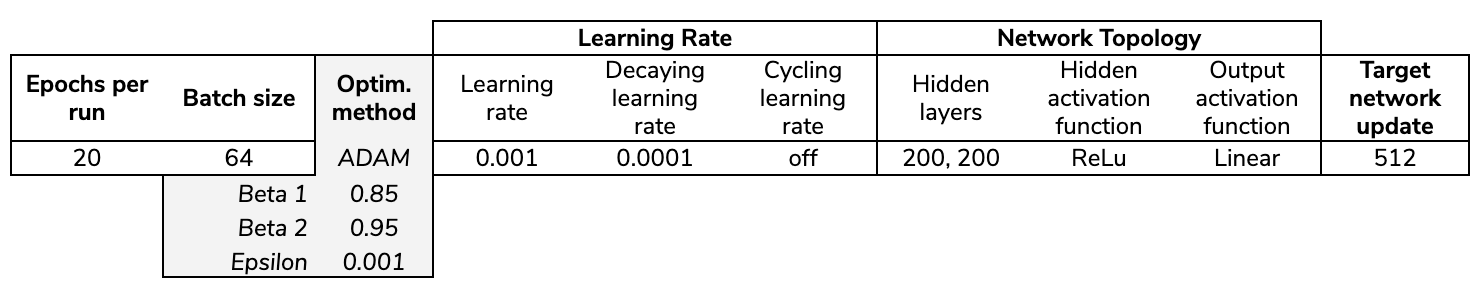 Learning Rate Network Topology
Epochs per run Batch size Optim. method Learning rate Decaying learning rate Cycling learning rate Hidden layers Hidden activation function Output activation function Target network update
20 64 ADAM 0.001 0.0001 off 200, 200 ReLu Linear 512
Beta 1 0.85
Beta 2 0.95
Epsilon 0.001